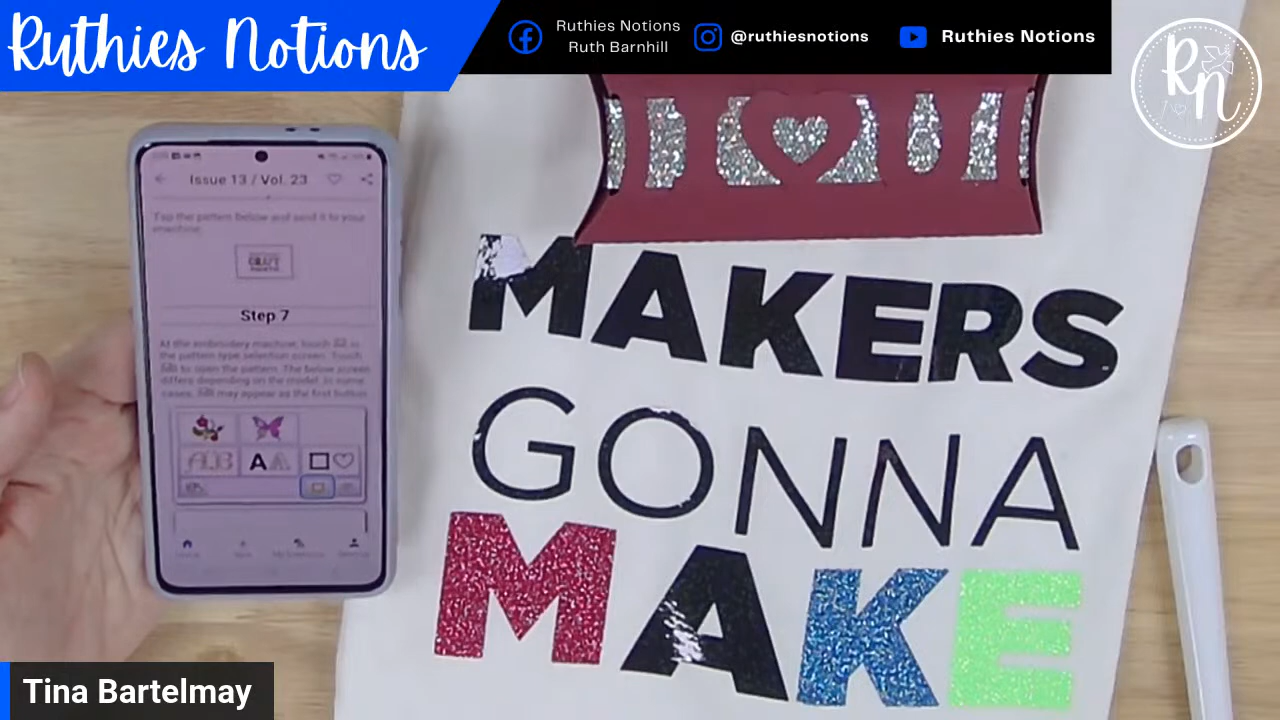 Ruthies Notions
Ruthies Notions
Ruth Barnhill
@ruthiesnotions
Ruthies Notions
RN
Issue 13 / Vol. 23
Tap the pattern below and send it to your
machine.
Step 7
At the embroidery machine, touch in
the pattern type selection screen. Touch
to open the pattern. The below screen
differs depending on the model. In some
cases, may appear as the first button
A
MAKERS
GONNA
MAKE
Tina Bartelmay